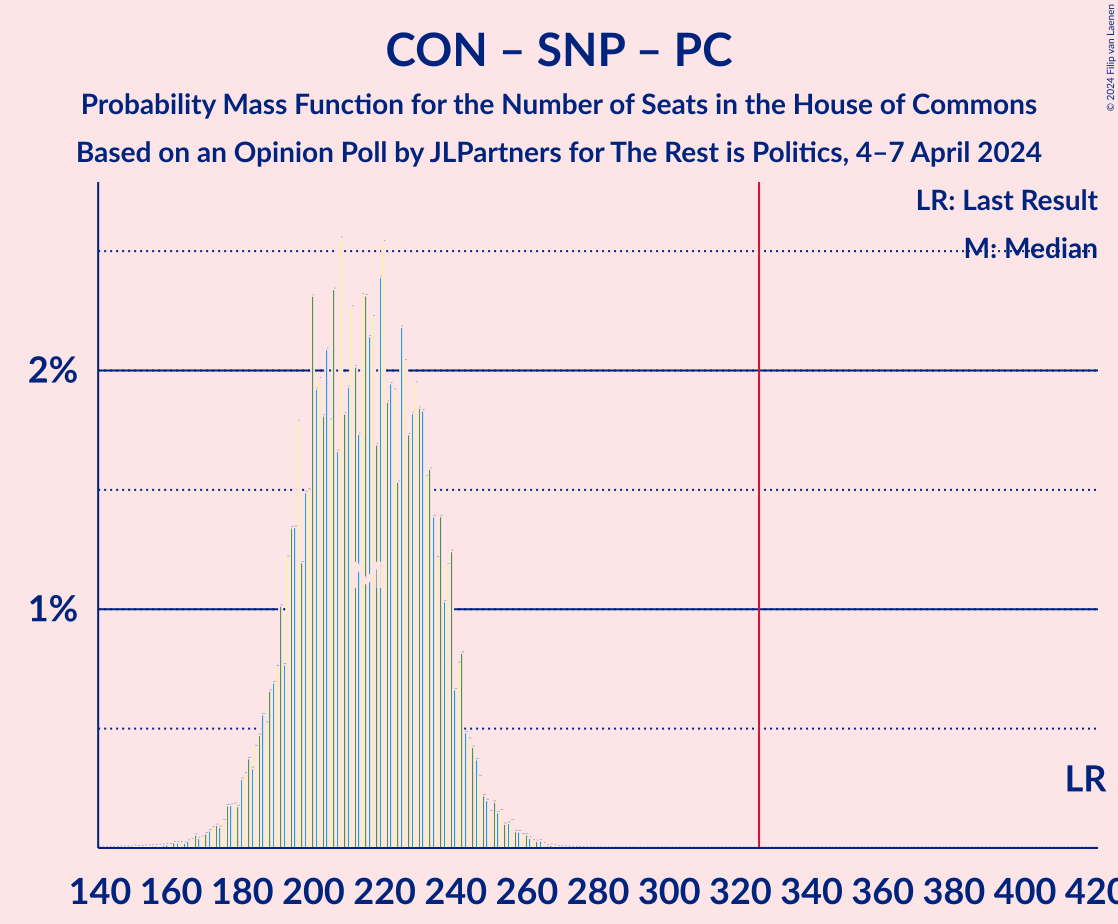 CON – SNP – PC
Probability Mass Function for the Number of Seats in the House of Commons
Based on an Opinion Poll by JLPartners for The Rest is Politics, 4–7 April 2024
© 2024 Filip van Laenen
LR: Last Result
M: Median
2%
1%
LR
140 160 180 200 220 240 260 280 300 320 340 360 380 400 420